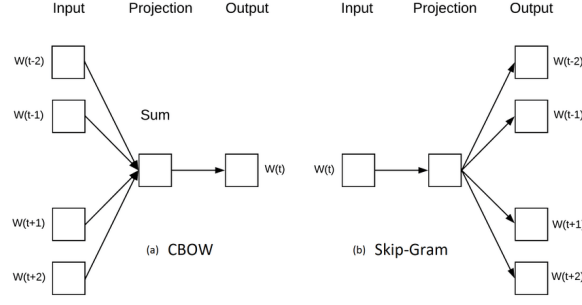 Input Projection Output
W(t-2)
W(t-1)
Sum
W(t)
W(t+1)
W(t+2)
(a) CBOW
Input Projection Output
W(t-2)
W(t-1)
W(t)
W(t+1)
W(t+2)
(b) Skip-Gram